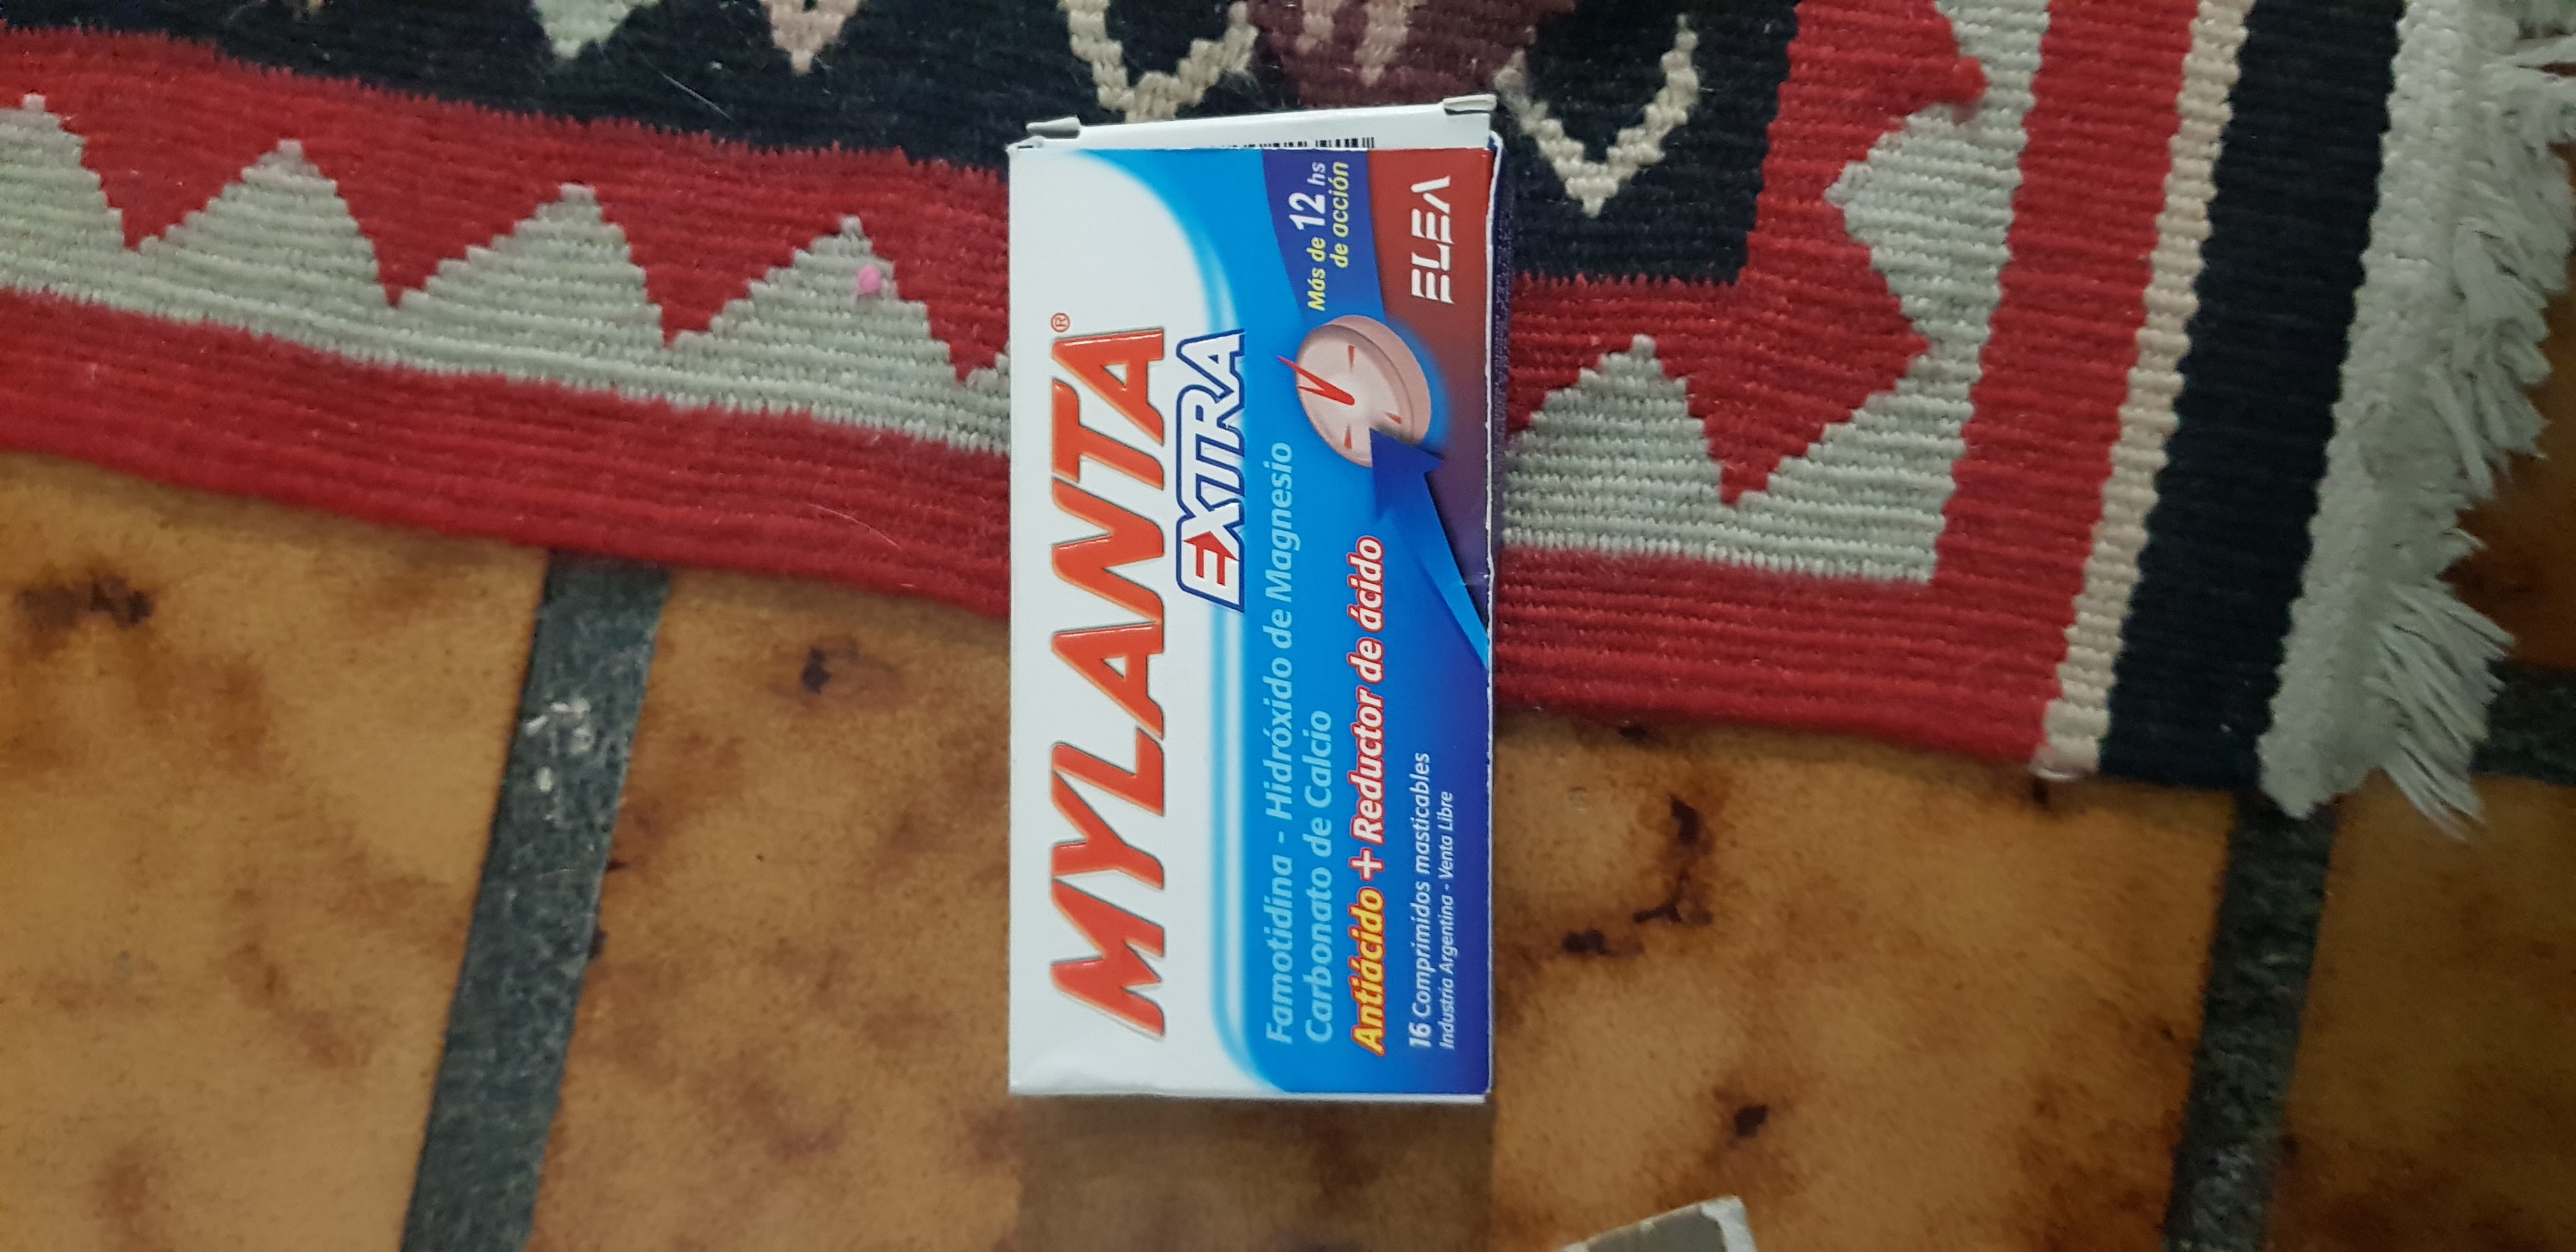 MYLANTA®
EXTRA
Famotidina - Hidróxido de Magnesio
Carbonato de Calcio
Antiácido + Reductor de ácido
16 Comprimidos masticables
Industria Argentina - Venta Libre
Más de 12 hs
de acción
ELEA